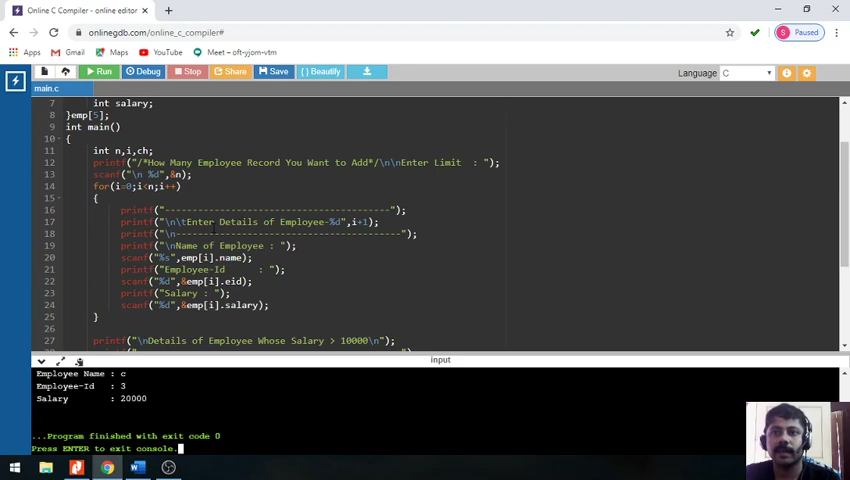 Online C Compiler - online editor
onlinegdb.com/online_c_compiler#
S Paused
Apps Gmail Maps YouTube Meet – oft-yjom-vtm
Run Debug Stop Share Save { } Beautify Language C
main.c
7 int salary;
8 }emp[5];
9 int main()
10 {
11 int n,i,ch;
12 printf("/*How Many Employee Record You Want to Add*/\n\nEnter Limit : ");
13 scanf("\n %d",&n);
14 for(i=0;i<n;i++)
15 {
16 printf("-----------------------------------------");
17 printf("\n\tEnter Details of Employee-%d",i+1);
18 printf("\n-----------------------------------------");
19 printf("\nName of Employee : ");
20 scanf("%s",emp[i].name);
21 printf("Employee-Id : ");
22 scanf("%d",&emp[i].eid);
23 printf("Salary : ");
24 scanf("%d",&emp[i].salary);
25 }
26
27 printf("\nDetails of Employee Whose Salary > 10000\n");
input
Employee Name : c
Employee-Id : 3
Salary : 20000
...Program finished with exit code 0
Press ENTER to exit console.